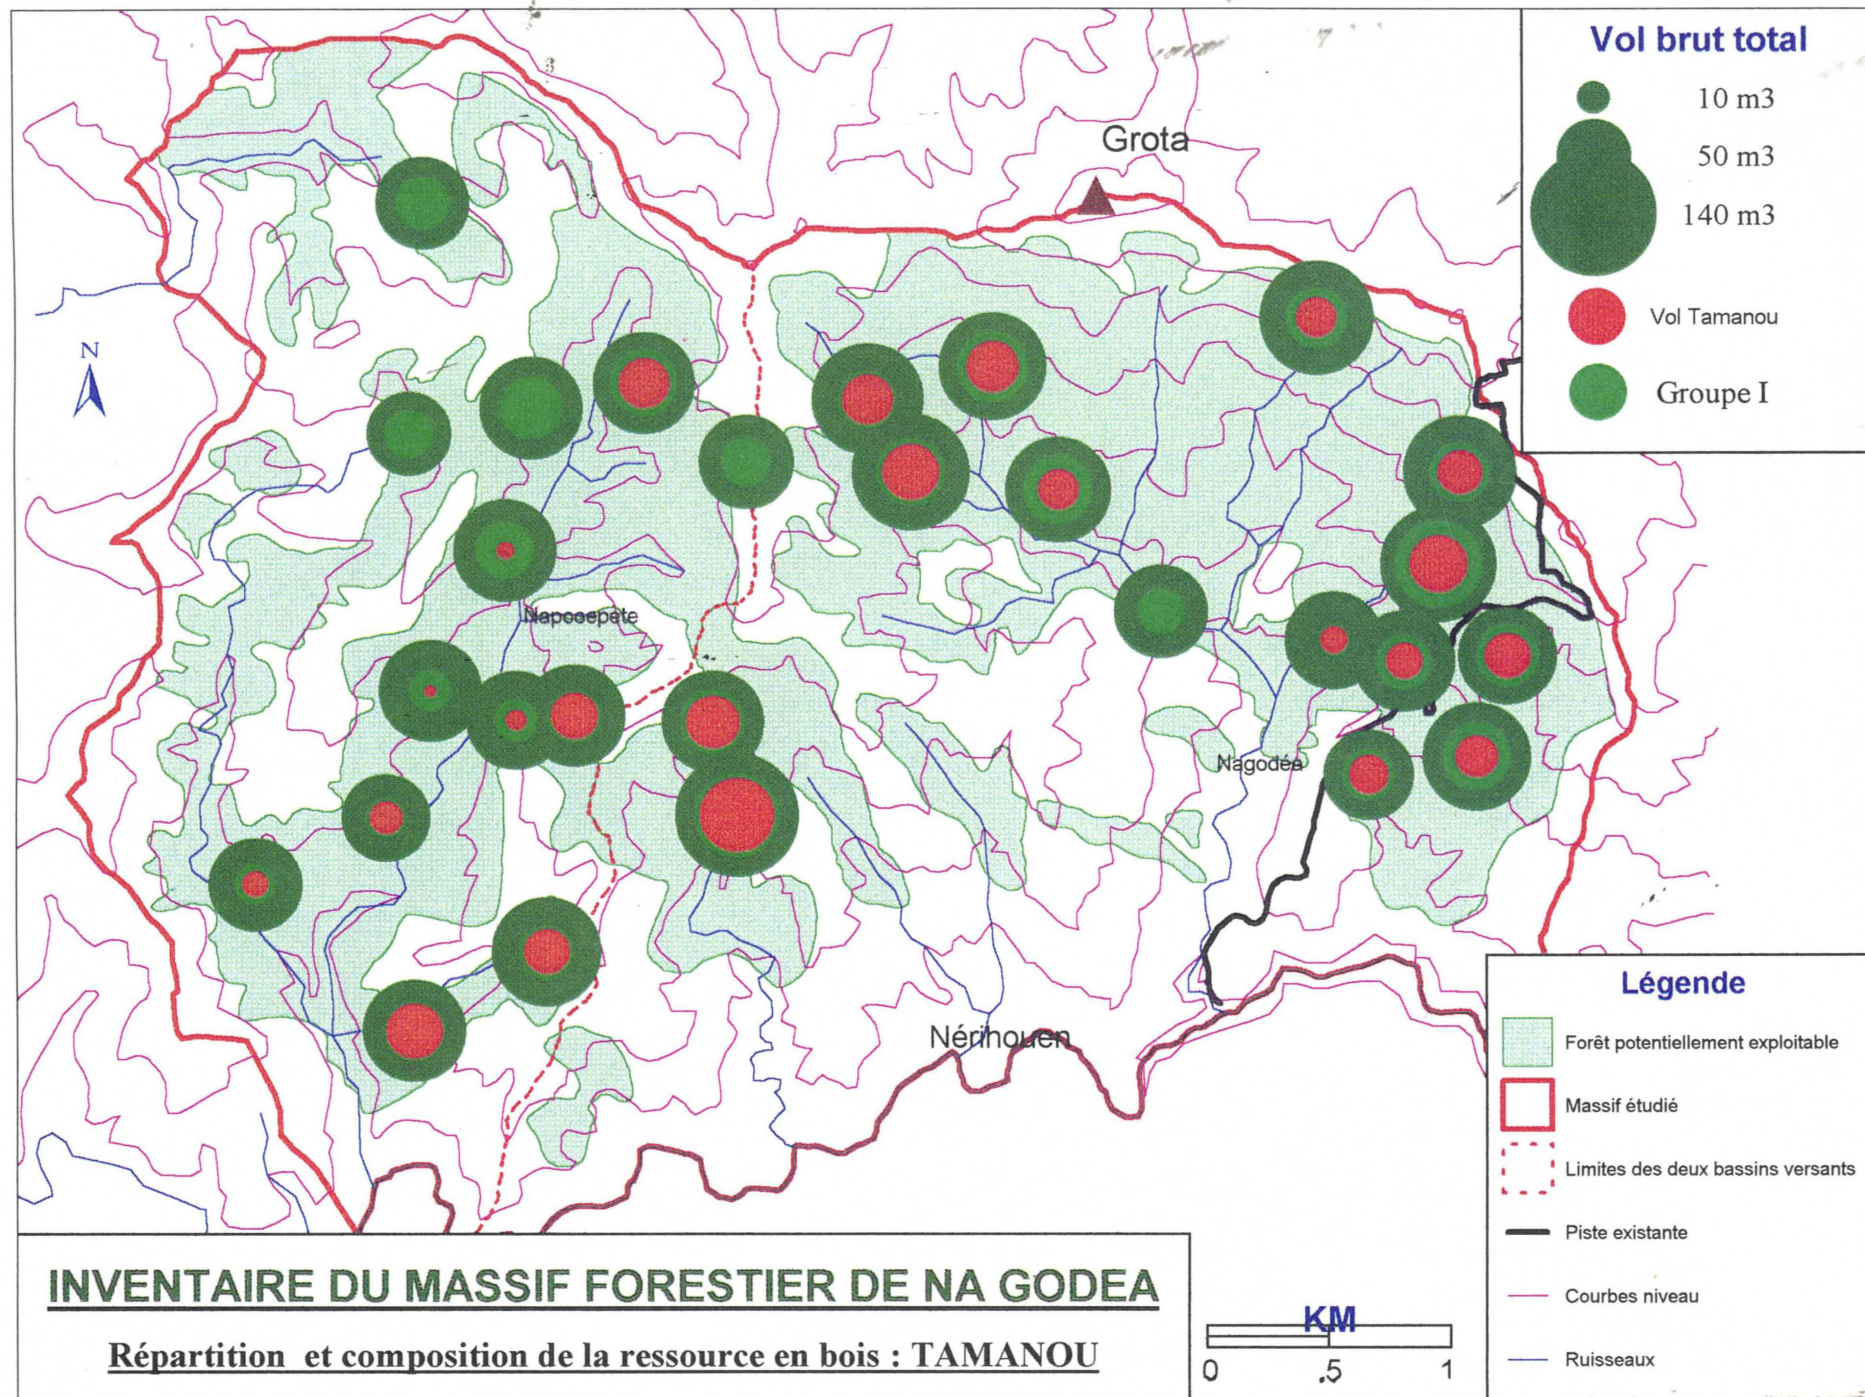 Vol brut total
10 m3
50 m3
140 m3
Vol Tamanou
Groupe I
Grota
N
Napooepète
Nagodéa
Nérihouen
Légende
Forêt potentiellement exploitable
Massif étudié
Limites des deux bassins versants
Piste existante
Courbes niveau
Ruisseaux
INVENTAIRE DU MASSIF FORESTIER DE NA GODEA
Répartition et composition de la ressource en bois : TAMANOU
KM
0 .5 1